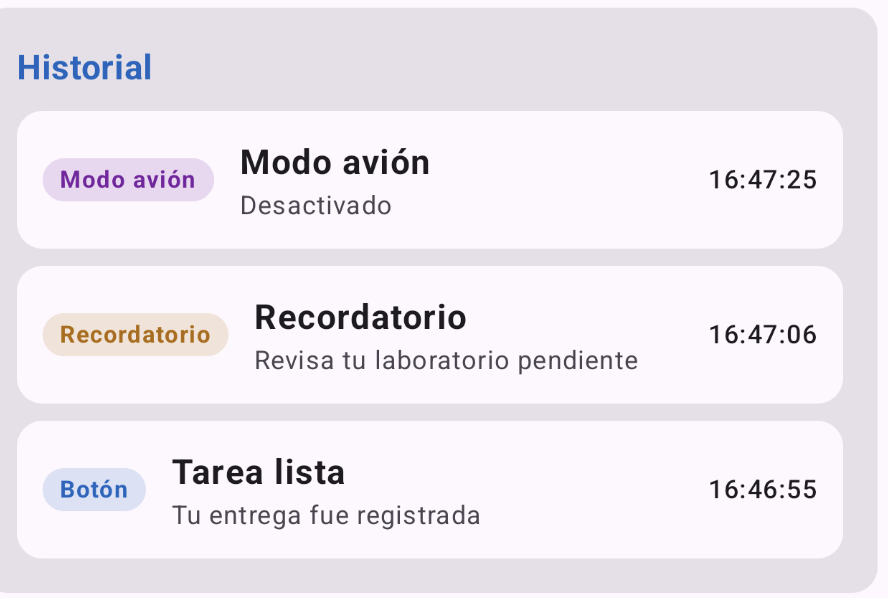 Historial
Modo avión
Modo avión
Desactivado
16:47:25
Recordatorio
Recordatorio
Revisa tu laboratorio pendiente
16:47:06
Botón
Tarea lista
Tu entrega fue registrada
16:46:55